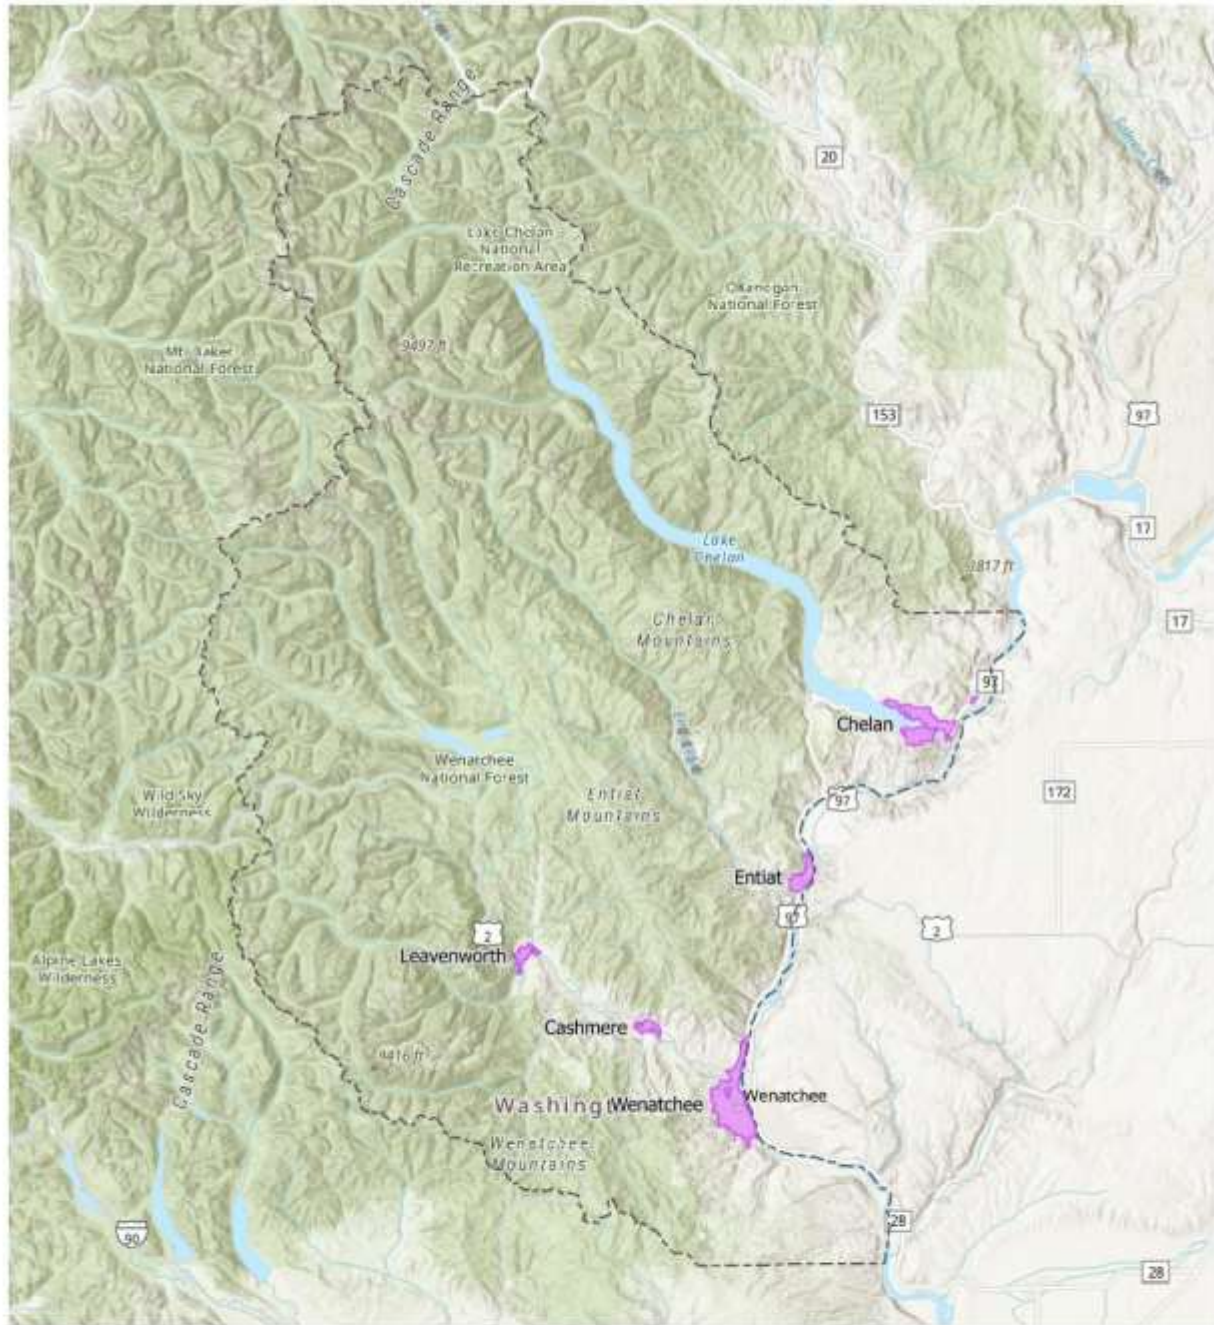 Cascade Range
20
Salmon Creek
Lake Chelan
National
Recreation Area
Okanogan
National Forest
9497 ft
Mt. Baker
National Forest
153
97
17
Lake
Chelan
17
Chelan
Mountains
97
Chelan
Wenatchee
National Forest
Entiat
Mountains
Wild Sky
Wilderness
97
172
Entiat
97
2
2
Leavenworth
Alpine Lakes
Wilderness
Cascade Range
Cashmere
9416 ft
Washingt
Wenatchee
Wenatchee
Wenatchee
Mountains
90
28
28